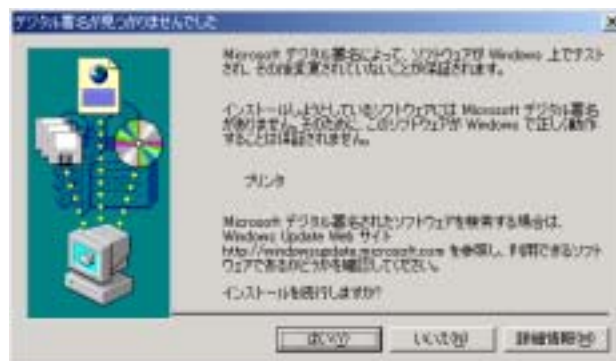 デジタル署名が見つかりませんでした
Microsoft デジタル署名によって、ソフトウェアが Windows 上でテスト
され、その後変更されていないことが保証されます。
インストールしようとしているソフトウェアには Microsoft デジタル署名
がありません。そのために、このソフトウェアが Windows で正しく動作
することは保証されません。
プリンタ
Microsoft デジタル署名されたソフトウェアを検索する場合は、
Windows Update Web サイト
http://windowsupdate.microsoft.com を参照し、利用できるソフト
ウェアであるかどうかを確認してください。
インストールを続行しますか?
はい(Y)
いいえ(N)
詳細情報(M)